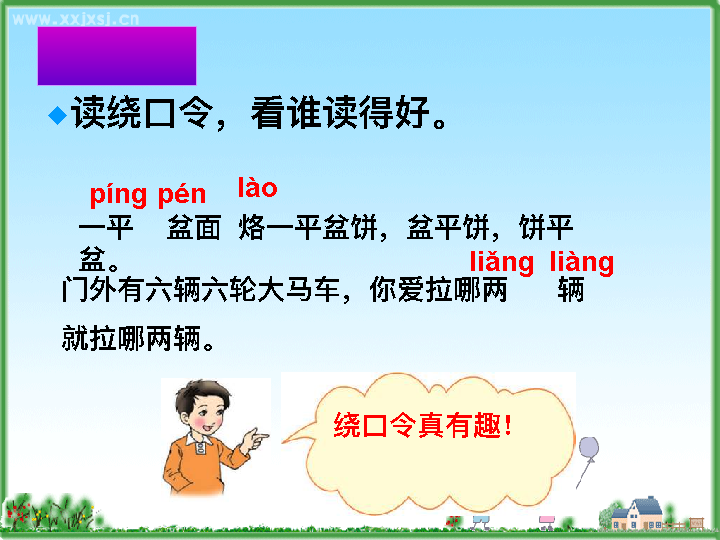 www.xxjxsj.cn
读绕口令，看谁读得好。
píng pén lào
一平 盆面 烙一平盆饼，盆平饼，饼平
盆。
liǎng liàng
门外有六辆六轮大马车，你爱拉哪两 辆
就拉哪两辆。
绕口令真有趣！